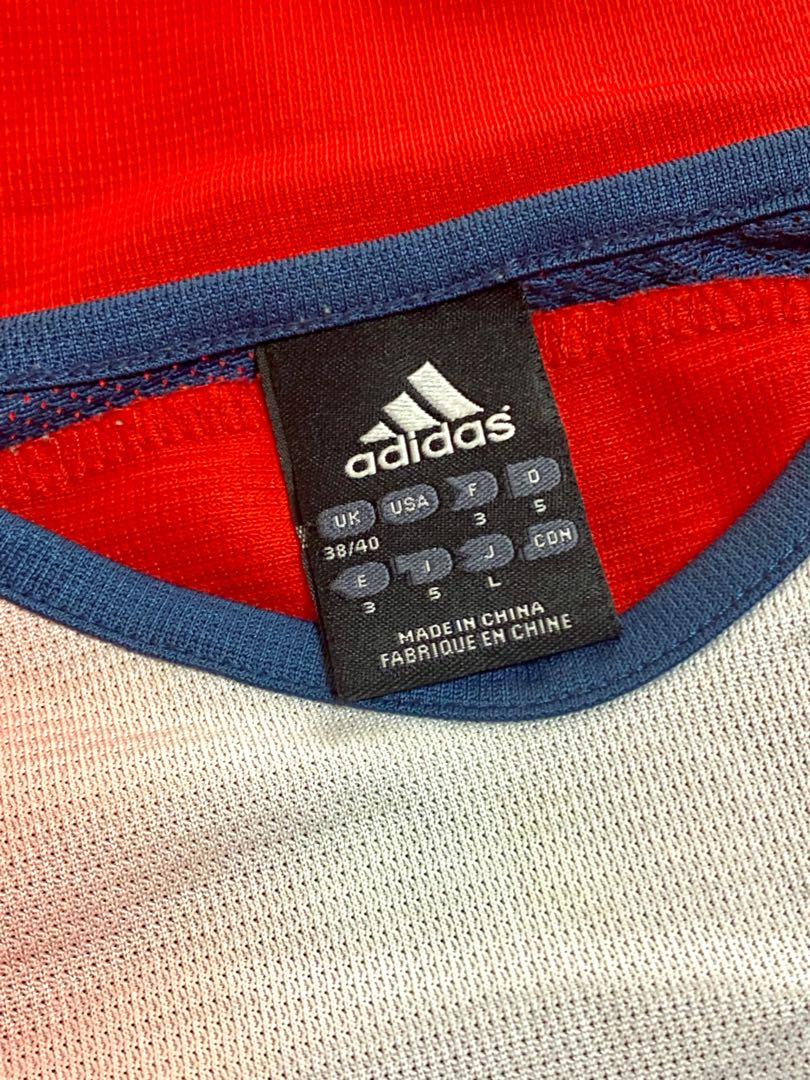 adidas
UK USA F D
38/40 3 5
E I J CDN
3 5 L
MADE IN CHINA
FABRIQUE EN CHINE